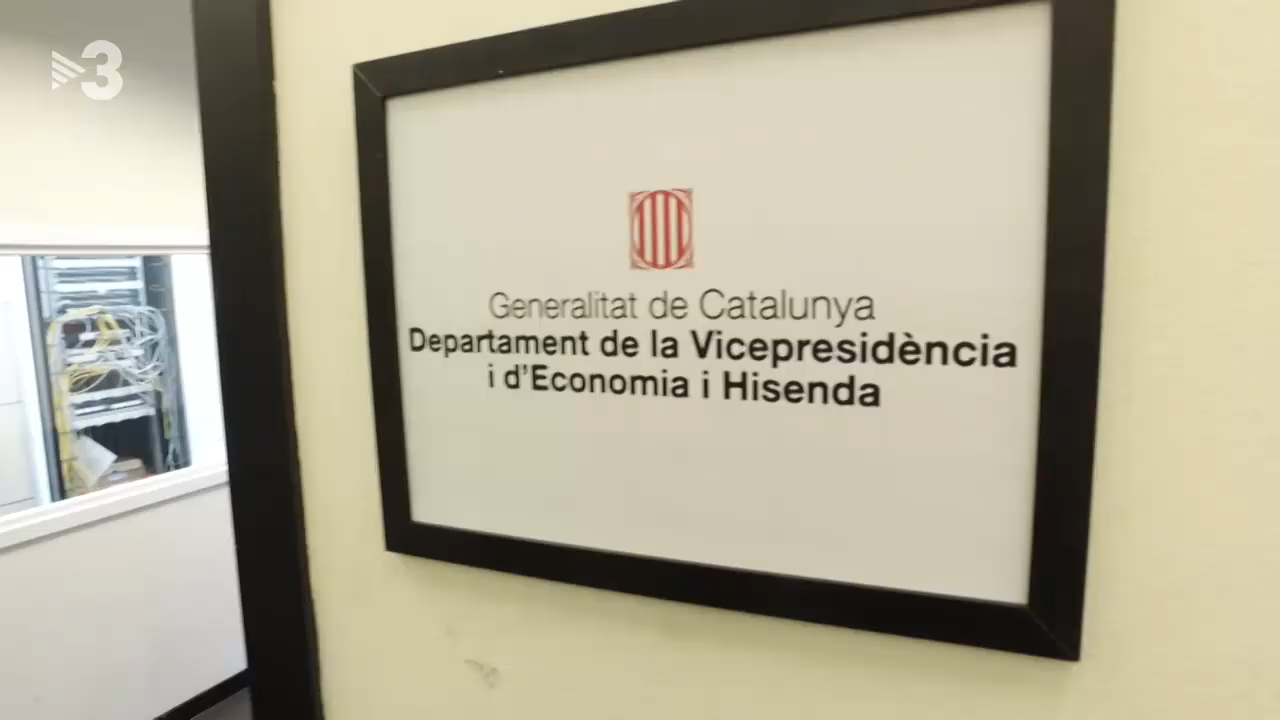 3
Generalitat de Catalunya
Departament de la Vicepresidència
i d'Economia i Hisenda